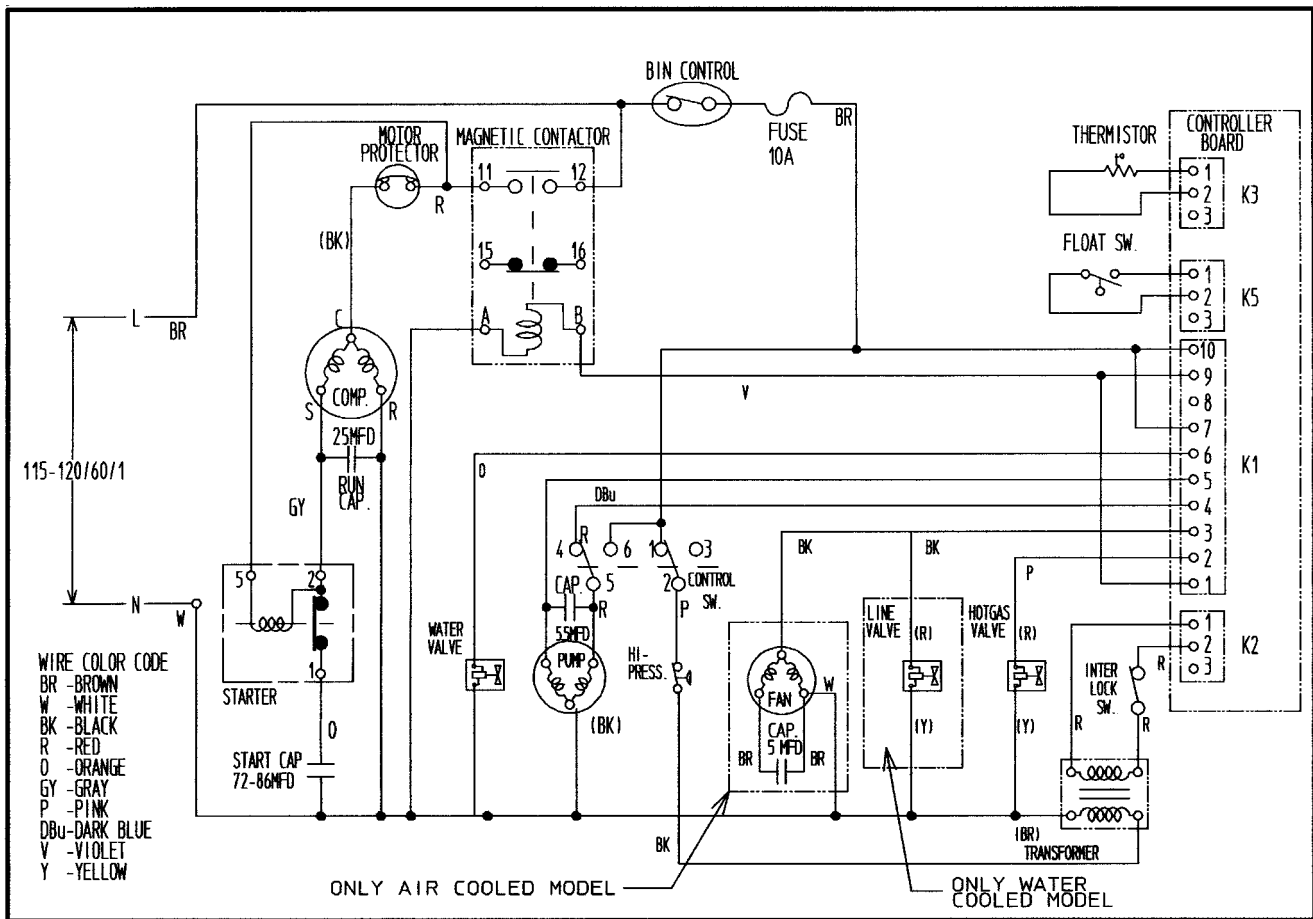 BIN CONTROL
BR
FUSE
10A
MOTOR
PROTECTOR
MAGNETIC CONTACTOR
11
12
R
(BK)
15
16
A
B
THERMISTOR
t°
CONTROLLER
BOARD
1
2
3
K3
FLOAT SW.
1
2
3
K5
L
BR
C
COMP.
S
R
25MFD
RUN
CAP.
GY
115-120/60/1
N
W
V
10
9
8
7
6
5
4
3
2
1
K1
O
DBu
R
4
6
1
3
5
2
CONTROL
SW.
CAP.
55MFD
R
P
PUMP
(BK)
WATER
VALVE
HI-
PRESS.
BK
BK
BK
P
5
2
1
STARTER
O
START CAP
72-86MFD
FAN
W
CAP.
5 MFD
BR
BR
LINE
VALVE
(R)
(Y)
HOTGAS
VALVE
(R)
(Y)
1
2
3
K2
R
INTER
LOCK
SW.
R
R
(BR)
TRANSFORMER
WIRE COLOR CODE
BR -BROWN
W -WHITE
BK -BLACK
R -RED
O -ORANGE
GY -GRAY
P -PINK
DBu-DARK BLUE
V -VIOLET
Y -YELLOW
ONLY AIR COOLED MODEL
ONLY WATER
COOLED MODEL